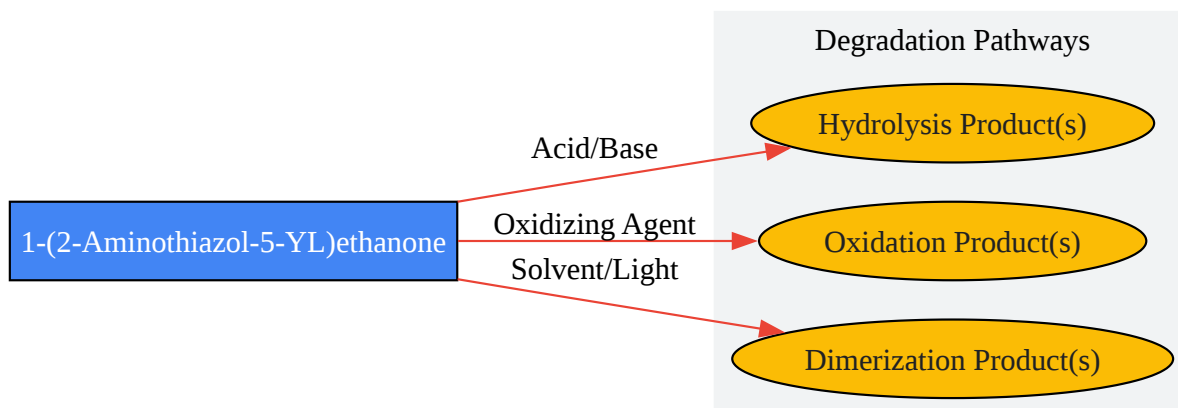 Degradation Pathways
Hydrolysis Product(s)
Acid/Base
1-(2-Aminothiazol-5-YL)ethanone
Oxidizing Agent
Oxidation Product(s)
Solvent/Light
Dimerization Product(s)